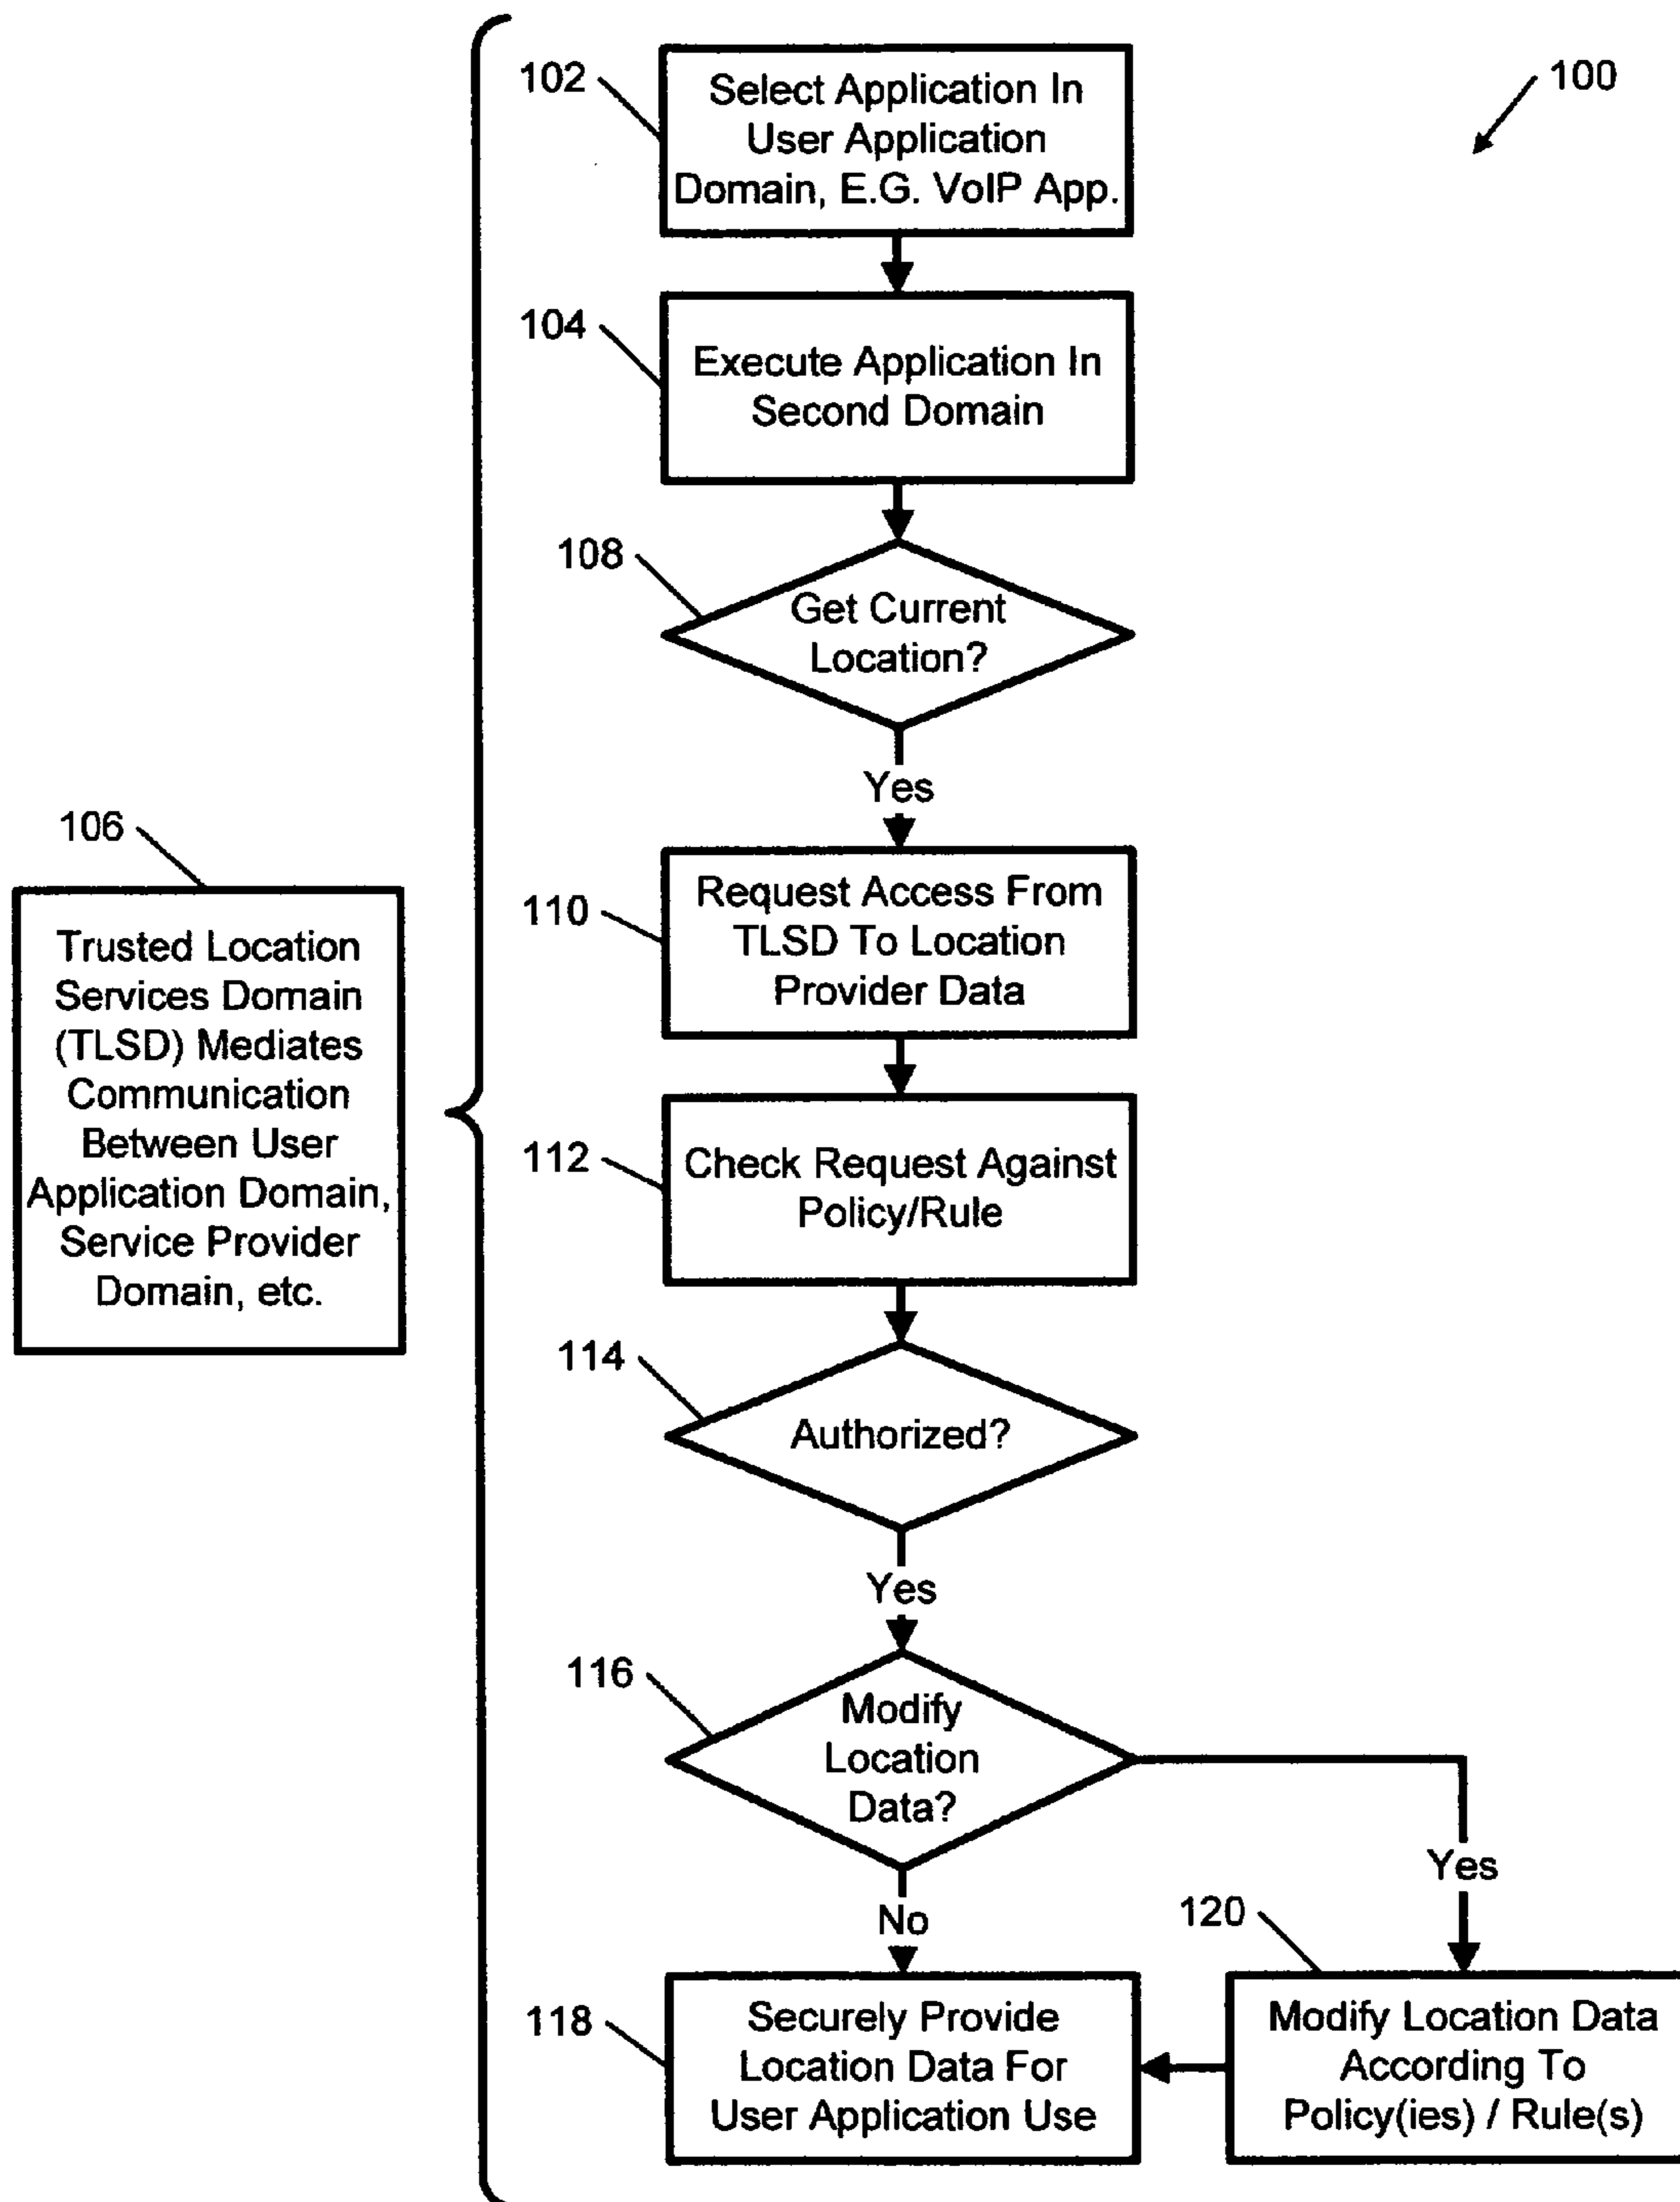 100
102
Select Application In
User Application
Domain, E.G. VoIP App.
104
Execute Application In
Second Domain
108
Get Current
Location?
Yes
106
Trusted Location
Services Domain
(TLSD) Mediates
Communication
Between User
Application Domain,
Service Provider
Domain, etc.
110
Request Access From
TLSD To Location
Provider Data
112
Check Request Against
Policy/Rule
114
Authorized?
Yes
116
Modify
Location
Data?
Yes
No
118
Securely Provide
Location Data For
User Application Use
120
Modify Location Data
According To
Policy(ies) / Rule(s)